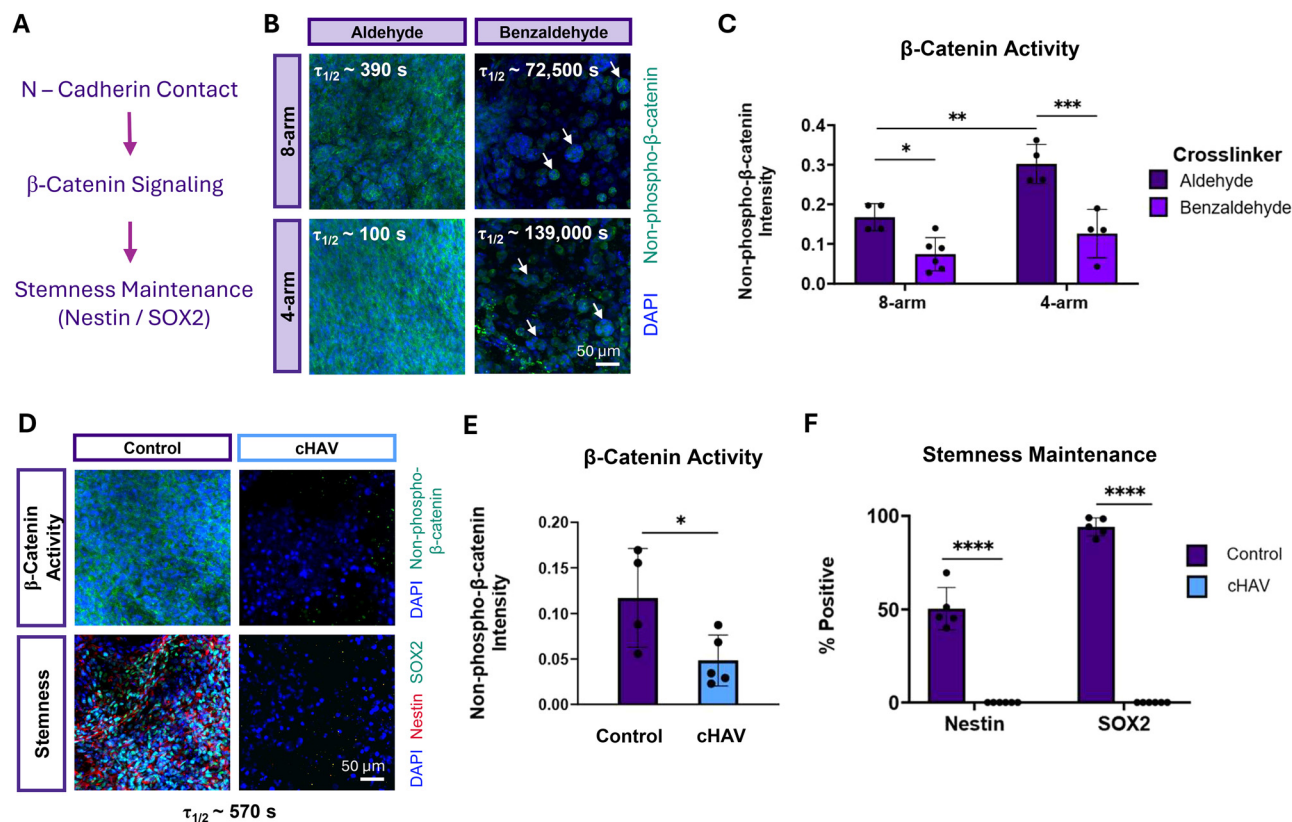 A
N – Cadherin Contact
β-Catenin Signaling
Stemness Maintenance
(Nestin / SOX2)
B
Aldehyde
Benzaldehyde
8-arm
4-arm
τ1/2 ~ 390 s
τ1/2 ~ 72,500 s
τ1/2 ~ 100 s
τ1/2 ~ 139,000 s
50 µm
DAPI
Non-phospho-β-catenin
C
β-Catenin Activity
Non-phospho-β-catenin
Intensity
0.4
0.3
0.2
0.1
0.0
*
**
***
8-arm
4-arm
Crosslinker
Aldehyde
Benzaldehyde
D
Control
cHAV
β-Catenin
Activity
Stemness
DAPI
Non-phospho-
β-catenin
DAPI Nestin SOX2
50 µm
τ1/2 ~ 570 s
E
β-Catenin Activity
Non-phospho-β-catenin
Intensity
0.20
0.15
0.10
0.05
0.00
*
Control
cHAV
F
Stemness Maintenance
% Positive
100
50
0
****
****
Nestin
SOX2
Control
cHAV